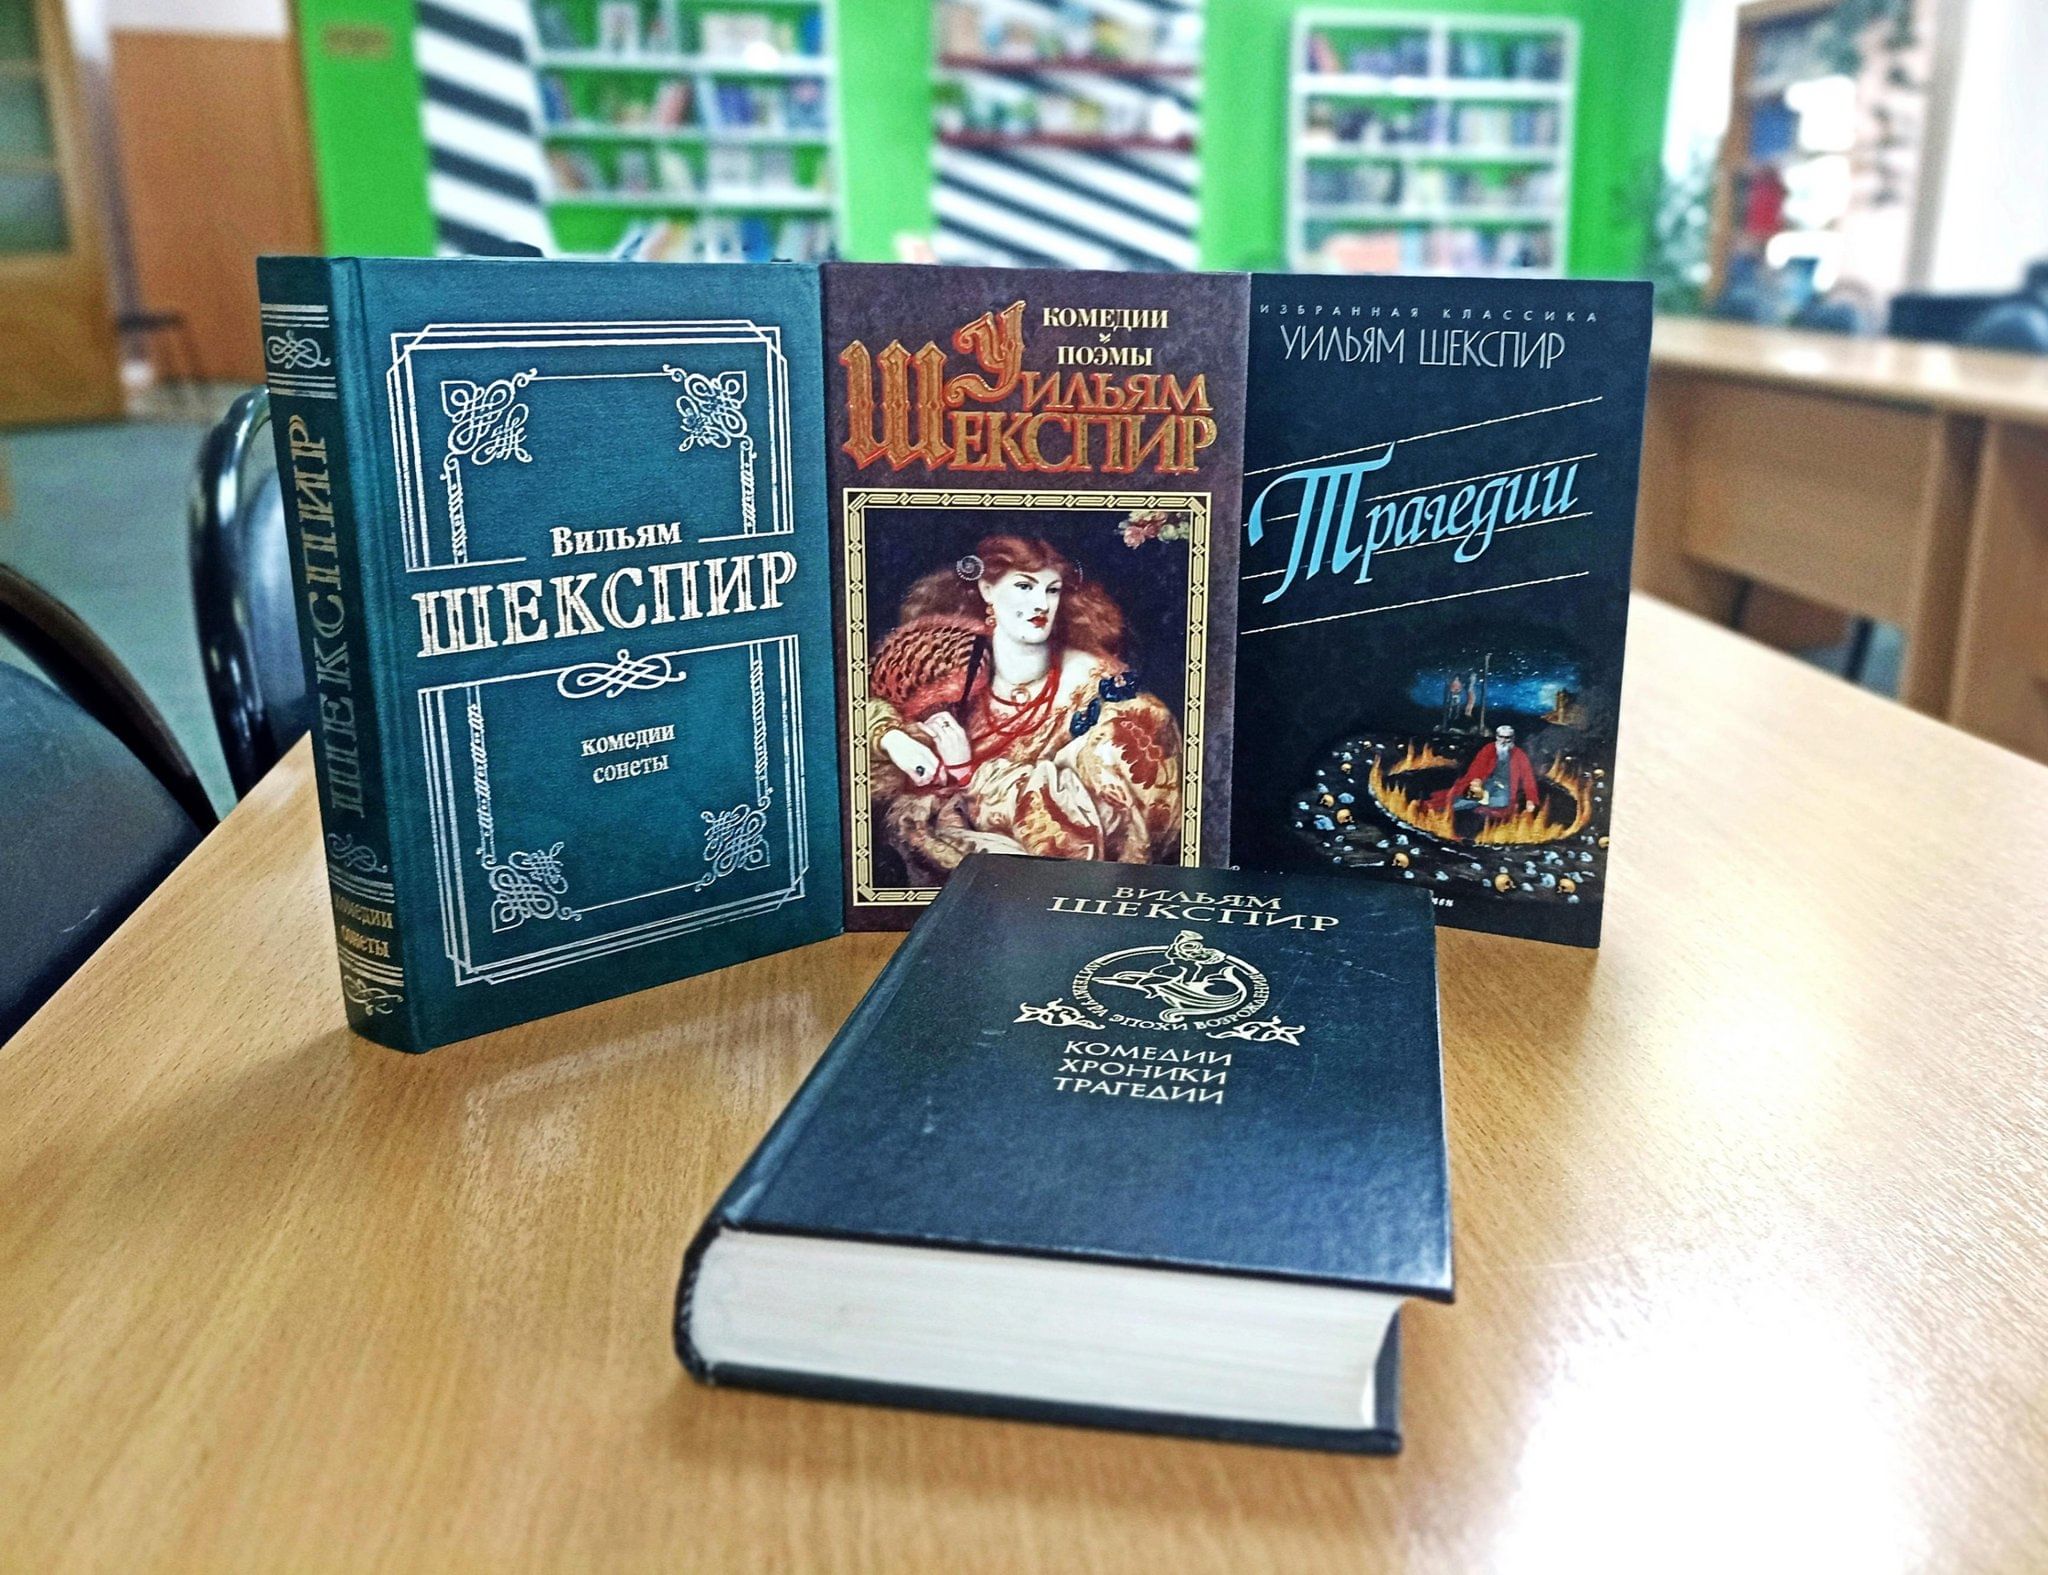 ШЕКСПИР
комедии
сонеты
Вильям
ШЕКСПИР
комедии
сонеты
КОМЕДИИ
ПОЭМЫ
Уильям
Шекспир
ИЗБРАННАЯ КЛАССИКА
УИЛЬЯМ ШЕКСПИР
Трагедии
ВИЛЬЯМ
ШЕКСПИР
ЛИТЕРАТУРА ЭПОХИ ВОЗРОЖДЕНИЯ
КОМЕДИИ
ХРОНИКИ
ТРАГЕДИИ